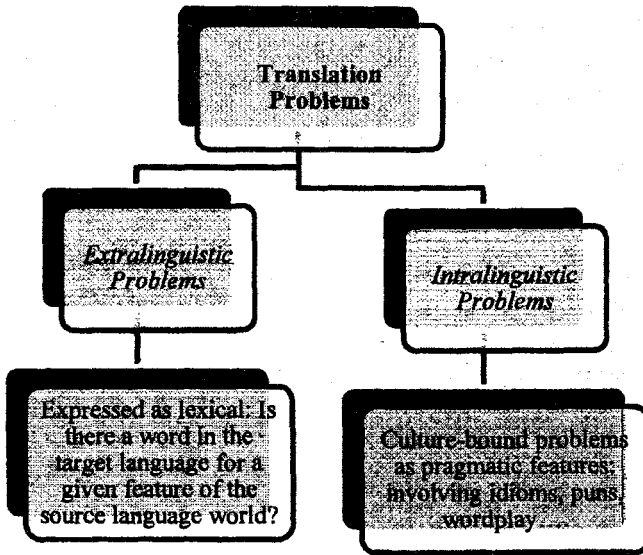 Translation
Problems
Extralinguistic
Problems
Intralinguistic
Problems
Expressed as lexical: Is
there a word in the
target language for a
given feature of the
source language world?
Culture-bound problems
as pragmatic features:
involving idioms, puns,
wordplay ....